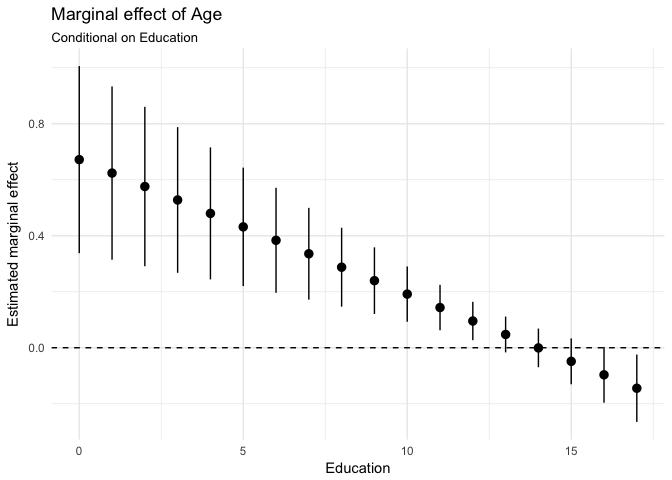 Marginal effect of Age
Conditional on Education
Estimated marginal effect
0.8
0.4
0.0
0 5 10 15
Education